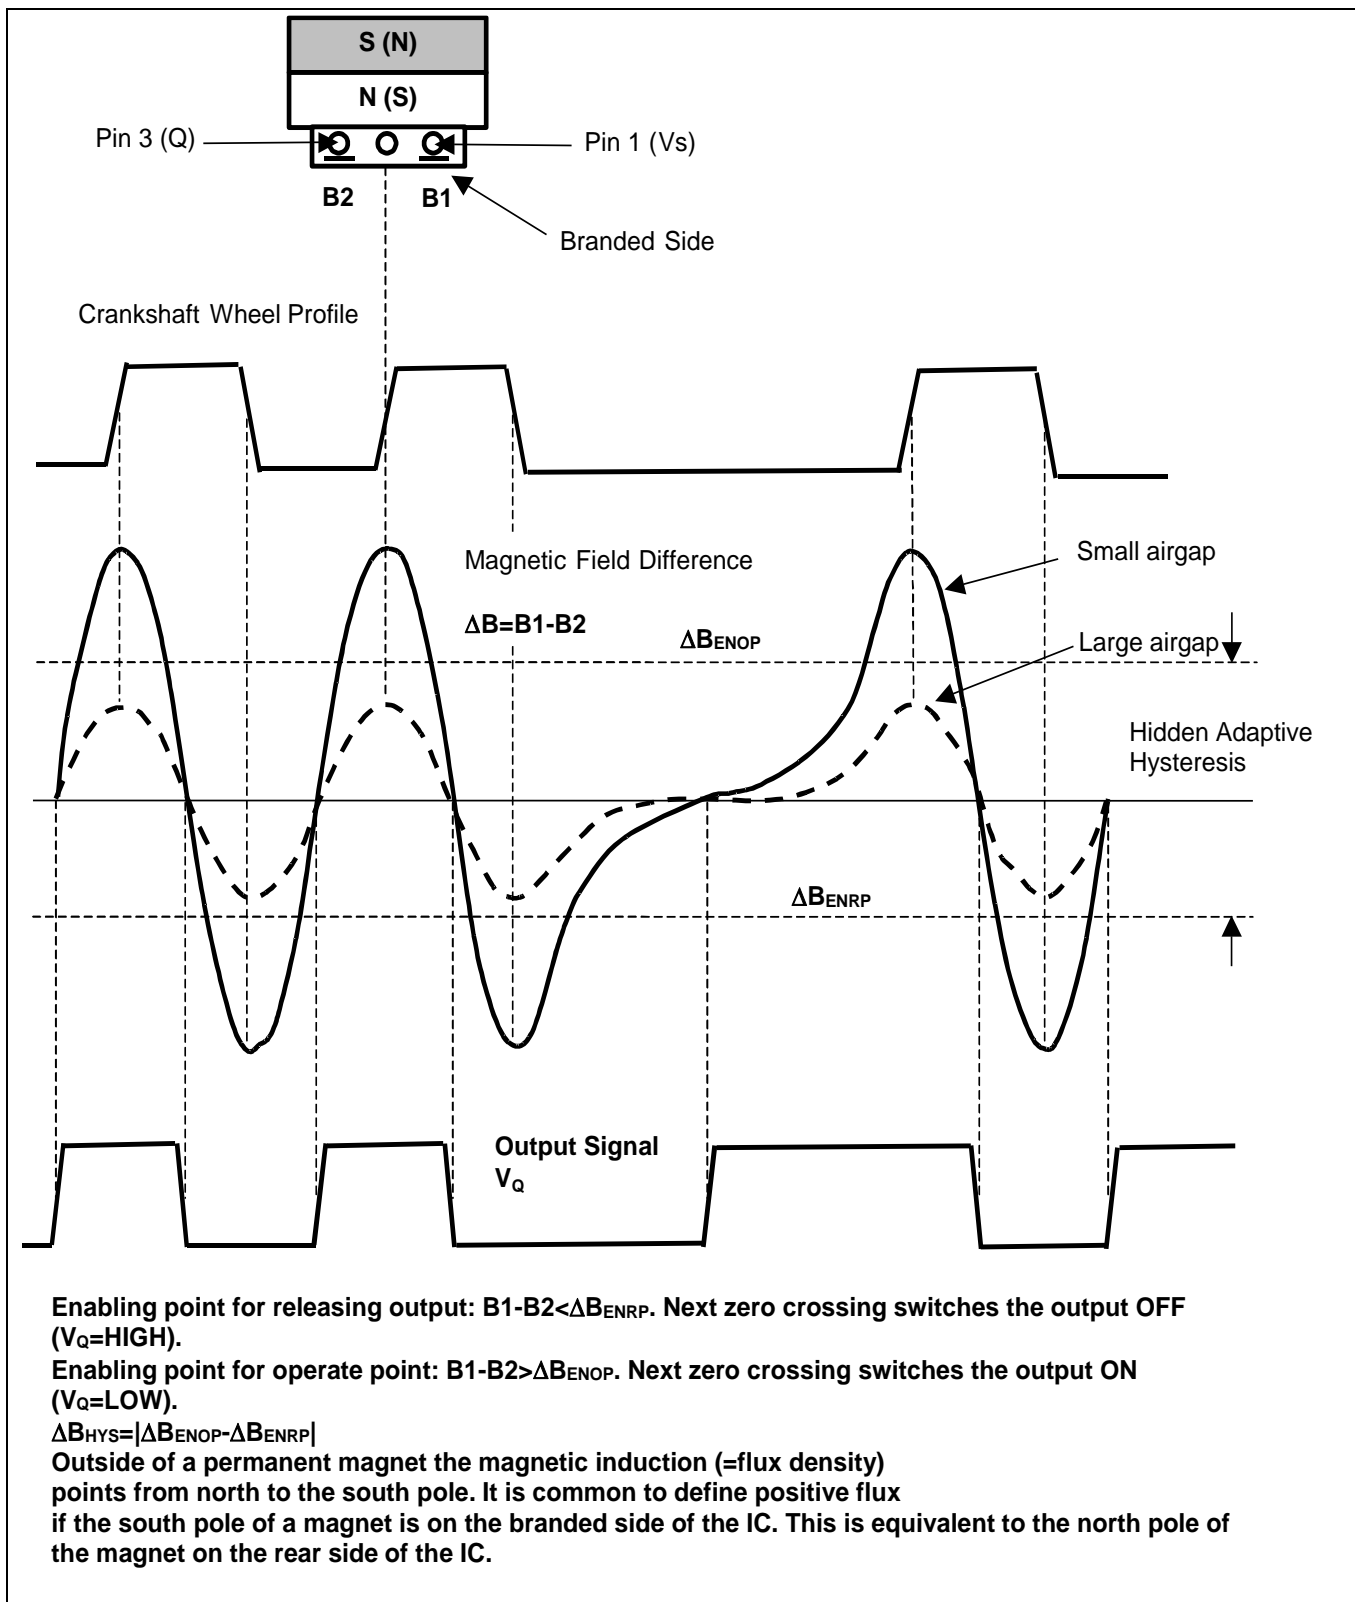 S (N)
N (S)
Pin 3 (Q)
Pin 1 (Vs)
B2
B1
Branded Side
Crankshaft Wheel Profile
Magnetic Field Difference
Small airgap
ΔB=B1-B2
ΔBENOP
Large airgap
Hidden Adaptive
Hysteresis
ΔBENRP
Output Signal
VQ
Enabling point for releasing output: B1-B2<ΔBENRP. Next zero crossing switches the output OFF
(VQ=HIGH).
Enabling point for operate point: B1-B2>ΔBENOP. Next zero crossing switches the output ON
(VQ=LOW).
ΔBHYS=|ΔBENOP-ΔBENRP|
Outside of a permanent magnet the magnetic induction (=flux density)
points from north to the south pole. It is common to define positive flux
if the south pole of a magnet is on the branded side of the IC. This is equivalent to the north pole of
the magnet on the rear side of the IC.